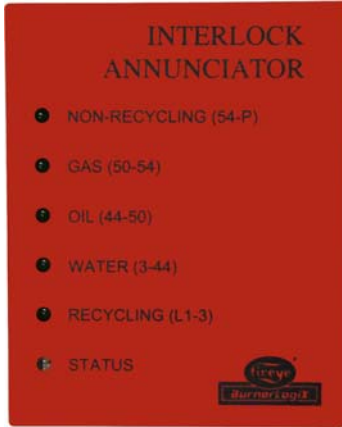 INTERLOCK
ANNUNCIATOR
NON-RECYCLING (54-P)
GAS (50-54)
OIL (44-50)
WATER (3-44)
RECYCLING (L1-3)
STATUS
fireye
BurnerLogiX